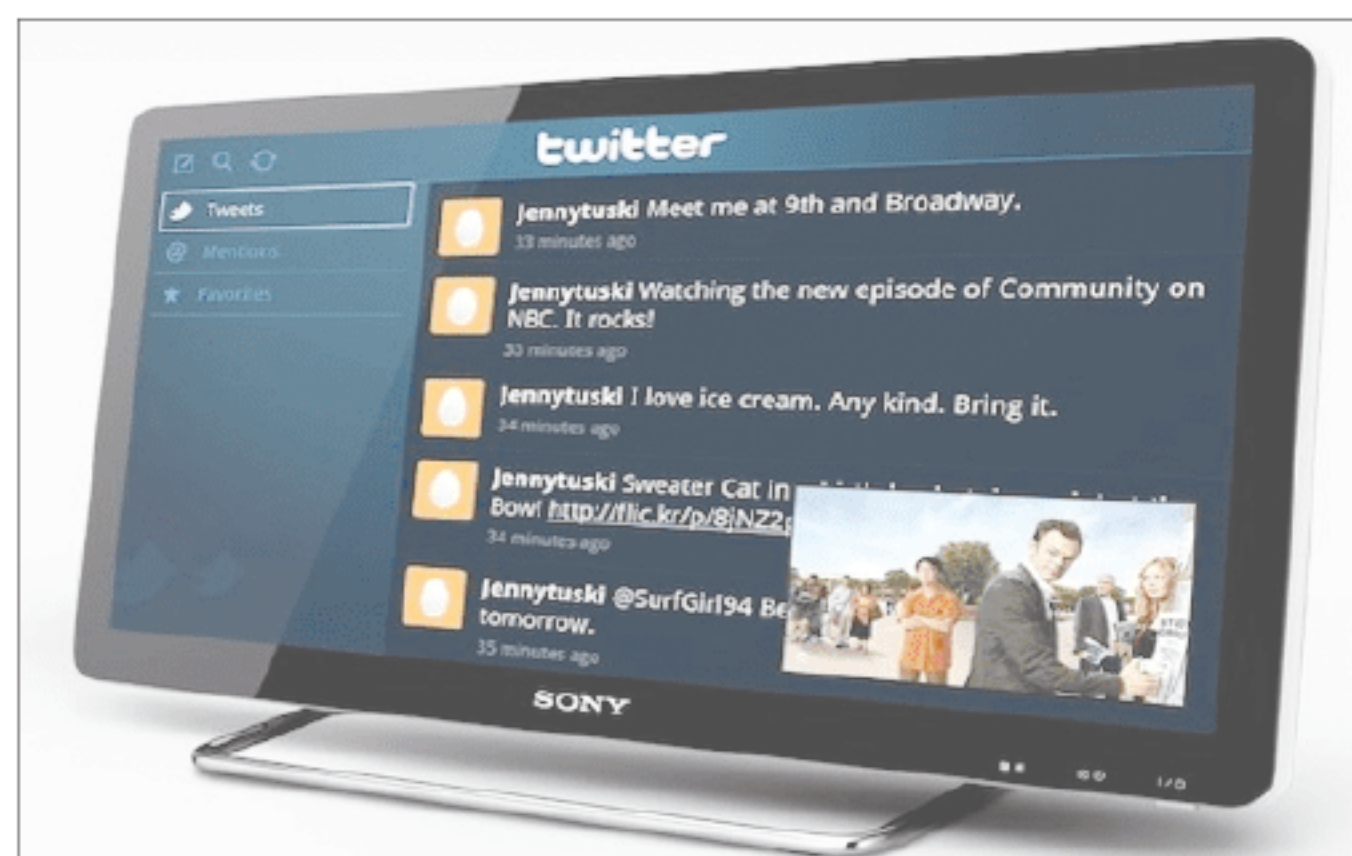 twitter
Tweets
Mentions
Favorites
Jennytuski Meet me at 9th and Broadway.
33 minutes ago
Jennytuski Watching the new episode of Community on
NBC. It rocks!
33 minutes ago
Jennytuski I love ice cream. Any kind. Bring it.
34 minutes ago
Jennytuski Sweater Cat in
Bowl http://flic.kr/p/8jNZ2
34 minutes ago
Jennytuski @SurfGirl94 Be
tomorrow.
35 minutes ago
SONY